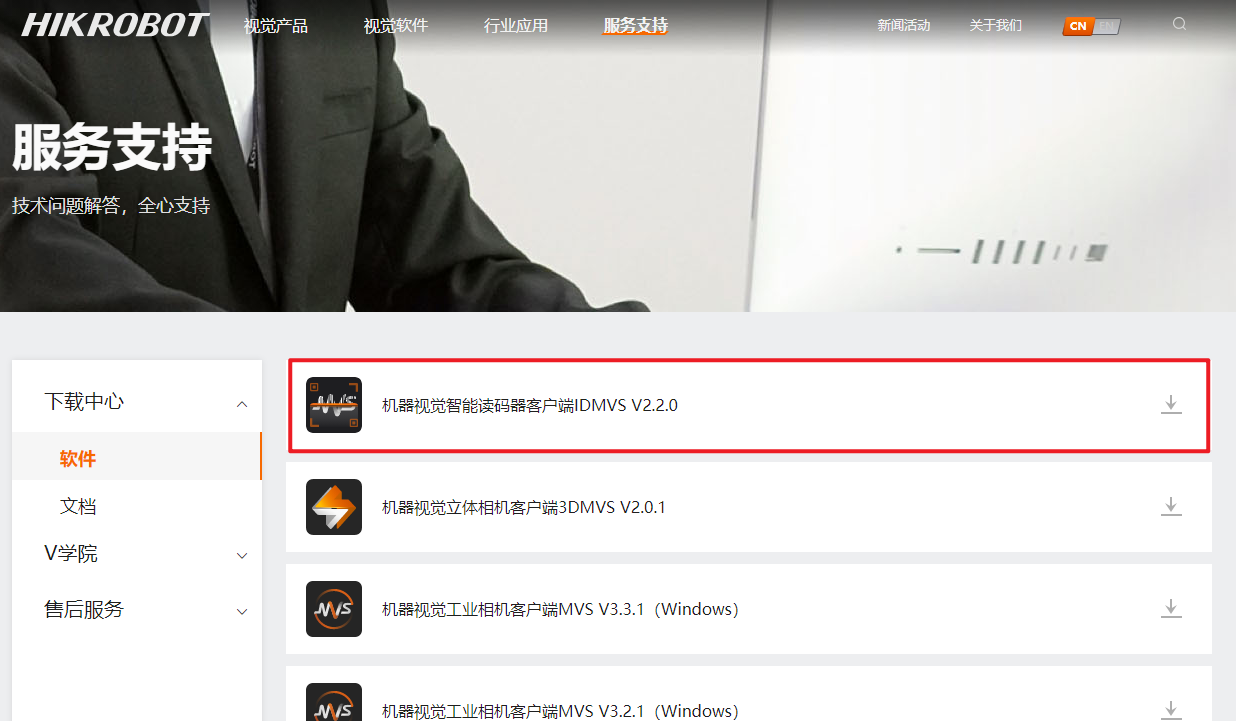 HIKROBOT 视觉产品 视觉软件 行业应用 服务支持 新闻活动 关于我们 CN EN
服务支持
技术问题解答，全心支持
下载中心
软件
文档
V学院
售后服务
MVS
机器视觉智能读码器客户端IDMVS V2.2.0
机器视觉立体相机客户端3DMVS V2.0.1
MVS
机器视觉工业相机客户端MVS V3.3.1（Windows）
MVS
机器视觉工业相机客户端MVS V3.2.1（Windows）